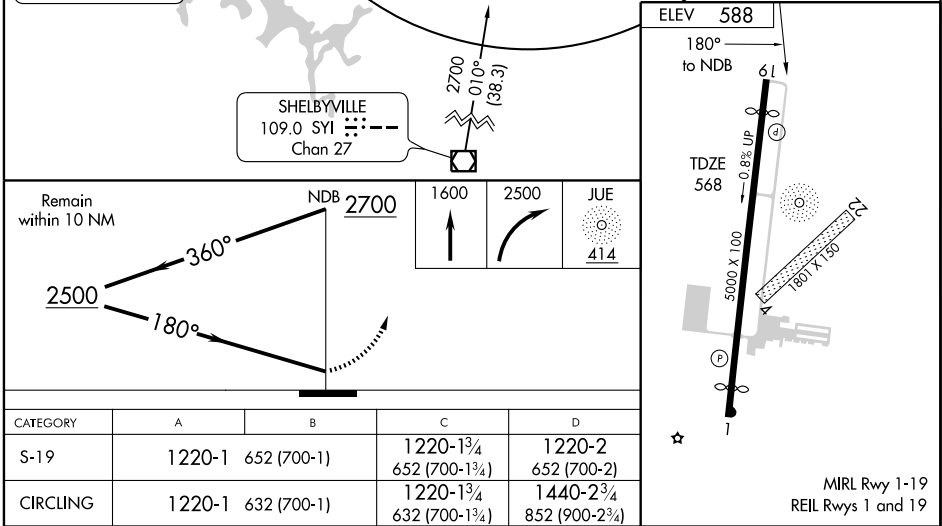 2700
010°
(38.3)
SHELBYVILLE
109.0 SYI
Chan 27
Remain
within 10 NM
NDB 2700
360°
2500
180°
1600
2500
JUE
414
CATEGORY A B C D
S-19 1220-1 652 (700-1) 1220-1¾ 652 (700-1¾) 1220-2 652 (700-2)
CIRCLING 1220-1 632 (700-1) 1220-1¾ 632 (700-1¾) 1440-2¾ 852 (900-2¾)
ELEV 588
180°
to NDB
19
P
TDZE
568
0.8% UP
5000 X 100
22
1801 X 150
4
P
1
MIRL Rwy 1-19
REIL Rwys 1 and 19